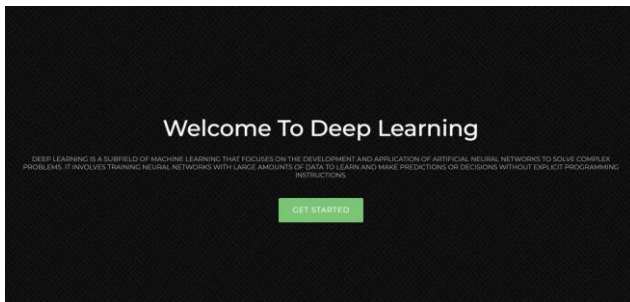 Welcome To Deep Learning
DEEP LEARNING IS A SUBFIELD OF MACHINE LEARNING THAT FOCUSES ON THE DEVELOPMENT AND APPLICATION OF ARTIFICIAL NEURAL NETWORKS TO SOLVE COMPLEX
PROBLEMS. IT INVOLVES TRAINING NEURAL NETWORKS WITH LARGE AMOUNTS OF DATA TO LEARN AND MAKE PREDICTIONS OR DECISIONS WITHOUT EXPLICIT PROGRAMMING
INSTRUCTIONS.
GET STARTED